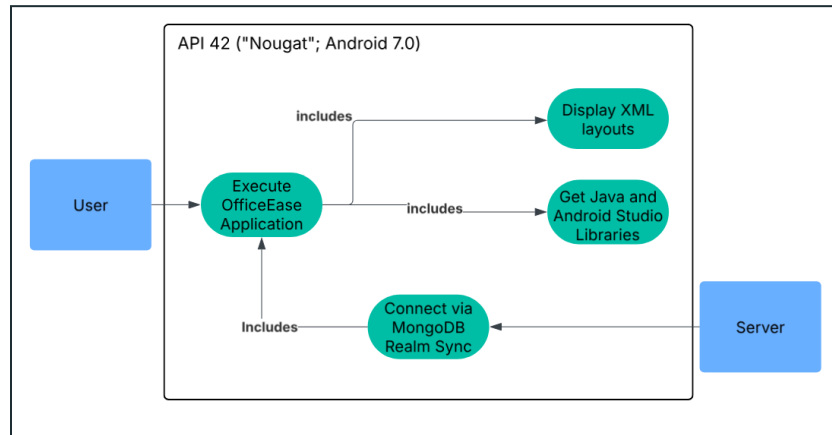 API 42 ("Nougat"; Android 7.0)
includes
Display XML
layouts
User
Execute
OfficeEase
Application
includes
Get Java and
Android Studio
Libraries
Includes
Connect via
MongoDB
Realm Sync
Server